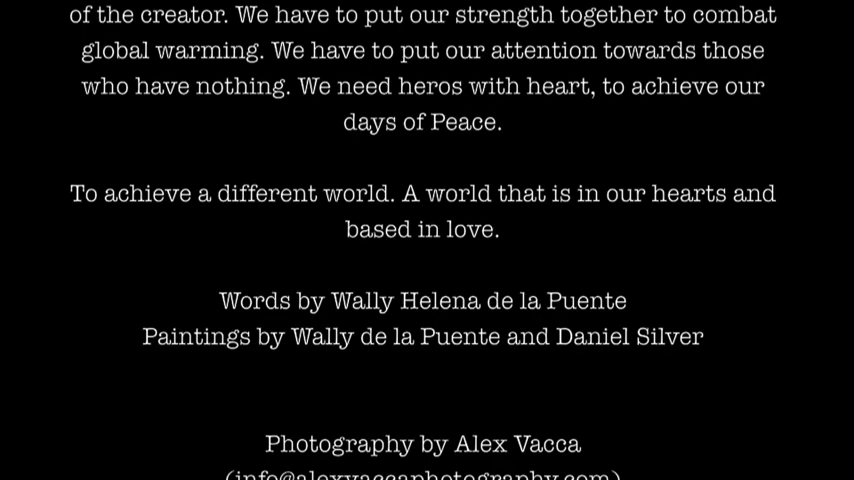 of the creator. We have to put our strength together to combat
global warming. We have to put our attention towards those
who have nothing. We need heros with heart, to achieve our
days of Peace.
To achieve a different world. A world that is in our hearts and
based in love.
Words by Wally Helena de la Puente
Paintings by Wally de la Puente and Daniel Silver
Photography by Alex Vacca
(info@alexvaccaphotography.com)